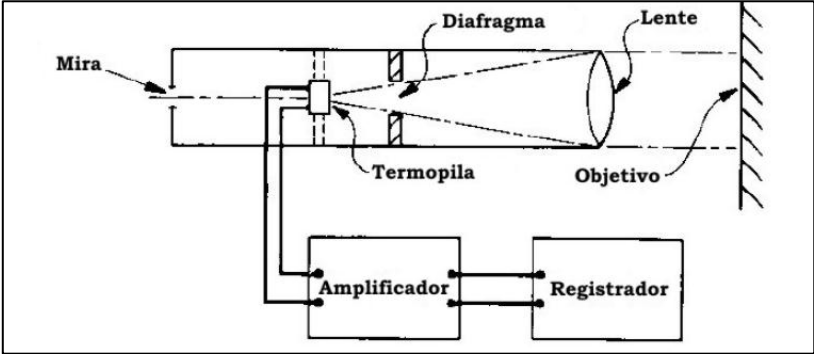 Diafragma
Lente
Mira
Termopila
Objetivo
Amplificador
Registrador